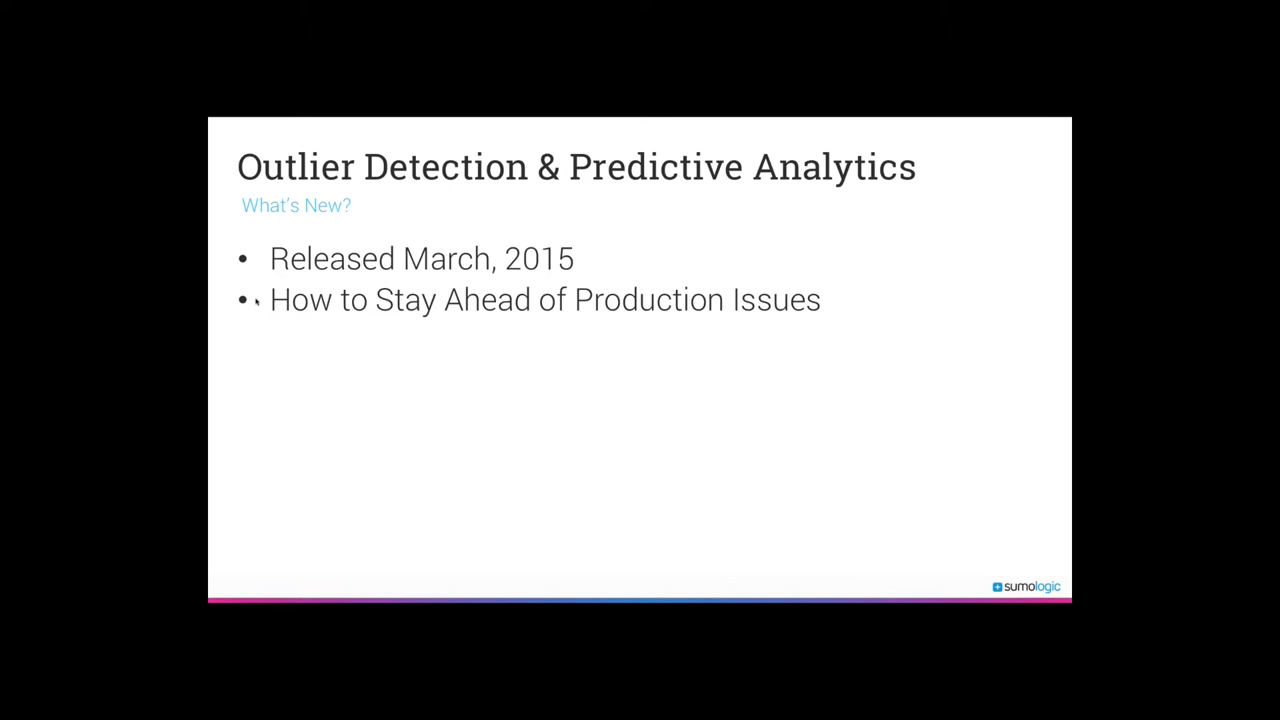 Outlier Detection & Predictive Analytics
What's New?
• Released March, 2015
• How to Stay Ahead of Production Issues
sumologic